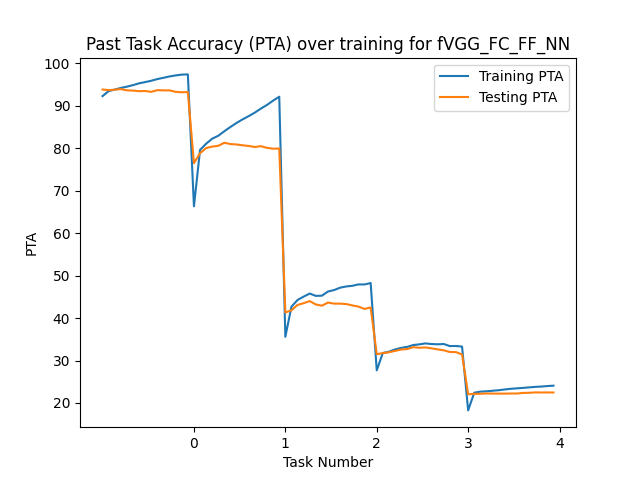 Past Task Accuracy (PTA) over training for fVGG_FC_FF_NN
Training PTA
Testing PTA
100
90
80
70
60
50
40
30
20
PTA
0 1 2 3 4
Task Number